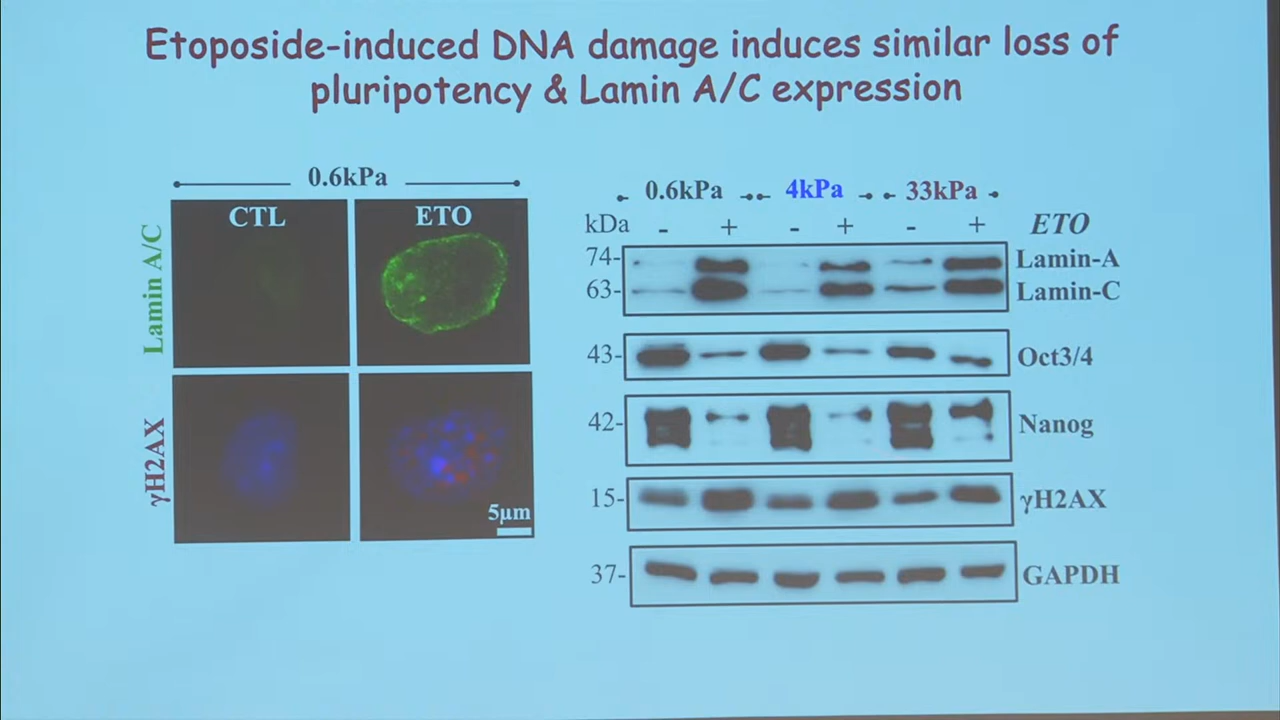 Etoposide-induced DNA damage induces similar loss of
pluripotency & Lamin A/C expression
0.6kPa
CTL
ETO
Lamin A/C
γH2AX
5μm
0.6kPa
4kPa
33kPa
kDa
- + - + - +
ETO
74-
Lamin-A
63-
Lamin-C
43-
Oct3/4
42-
Nanog
15-
γH2AX
37-
GAPDH